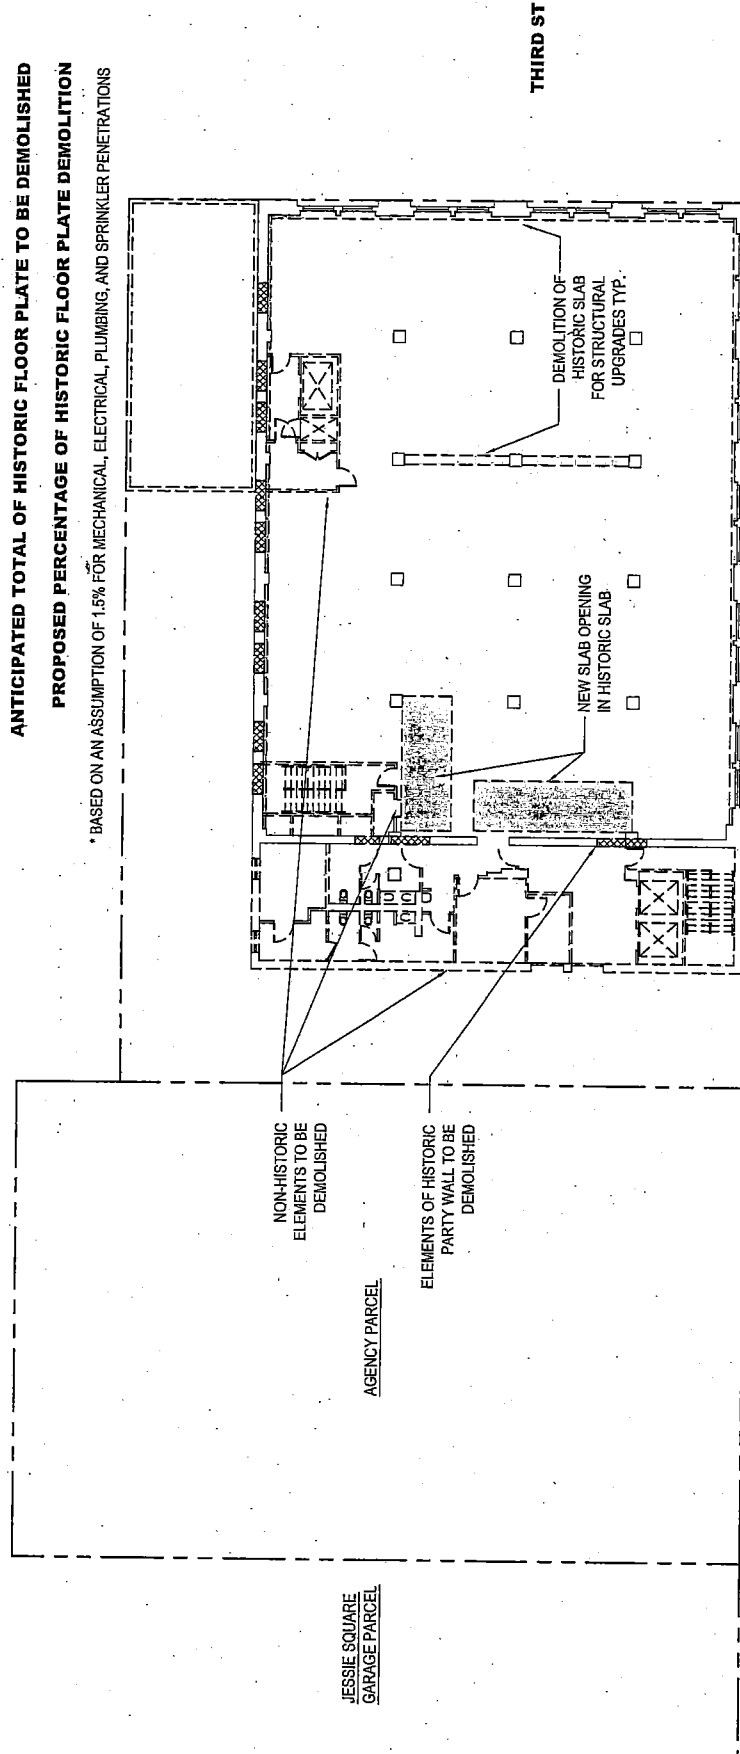 ANTICIPATED TOTAL OF HISTORIC FLOOR PLATE TO BE DEMOLISHED
PROPOSED PERCENTAGE OF HISTORIC FLOOR PLATE DEMOLITION
* BASED ON AN ASSUMPTION OF 1.5% FOR MECHANICAL, ELECTRICAL, PLUMBING, AND SPRINKLER PENETRATIONS
THIRD ST
DEMOLITION OF
HISTORIC SLAB
FOR STRUCTURAL
UPGRADES TYP.
NEW SLAB OPENING
IN HISTORIC SLAB
NON-HISTORIC
ELEMENTS TO BE
DEMOLISHED
ELEMENTS OF HISTORIC
PARTY WALL TO BE
DEMOLISHED
AGENCY PARCEL
JESSIE SQUARE
GARAGE PARCEL